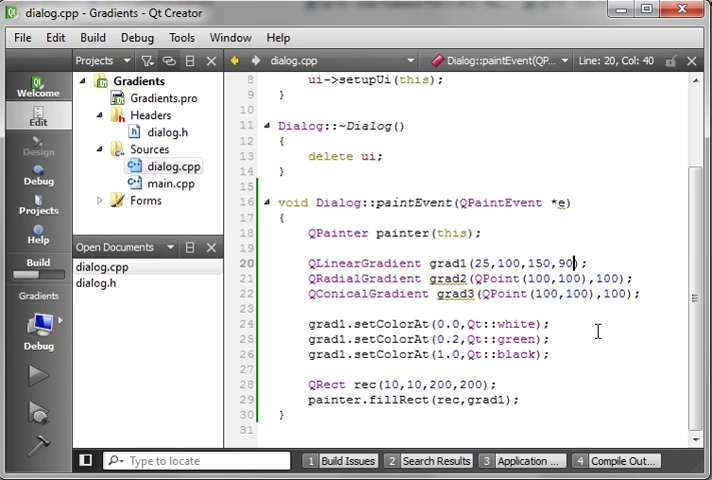 dialog.cpp - Gradients - Qt Creator
File Edit Build Debug Tools Window Help
Projects dialog.cpp Dialog::paintEvent(QP... Line: 20, Col: 40
Welcome
Edit
Design
Debug
Projects
Help
Build
Gradients
Debug
Gradients
Gradients.pro
Headers
dialog.h
Sources
dialog.cpp
main.cpp
Forms
Open Documents
dialog.cpp
dialog.h
8 ui->setupUi(this);
9 }
10
11 Dialog::~Dialog()
12 {
13 delete ui;
14 }
15
16 void Dialog::paintEvent(QPaintEvent *e)
17 {
18 QPainter painter(this);
19
20 QLinearGradient grad1(25,100,150,90);
21 QRadialGradient grad2(QPoint(100,100),100);
22 QConicalGradient grad3(QPoint(100,100),100);
23
24 grad1.setColorAt(0.0,Qt::white);
25 grad1.setColorAt(0.2,Qt::green);
26 grad1.setColorAt(1.0,Qt::black);
27
28 QRect rec(10,10,200,200);
29 painter.fillRect(rec,grad1);
30 }
31
Type to locate 1 Build Issues 2 Search Results 3 Application ... 4 Compile Out...